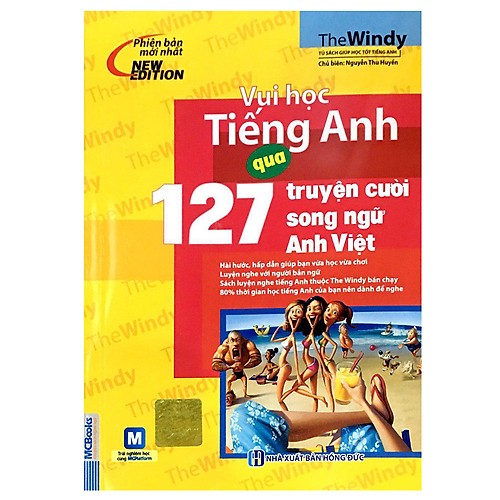 Phiên bản
mới nhất
NEW
EDITION
TheWindy
TỦ SÁCH GIÚP HỌC TỐT TIẾNG ANH
Chủ biên: Nguyễn Thu Huyền
TheWindy
Vui học
Tiếng Anh
qua
127
truyện cười
song ngữ
Anh Việt
Hài hước, hấp dẫn giúp bạn vừa học vừa chơi
Luyện nghe với người bản ngữ
Sách luyện nghe tiếng Anh thuộc The Windy bán chạy
80% thời gian học tiếng Anh của bạn nên dành để nghe
TheWindy
TheWindy
MCBooks
M
Trải nghiệm học
cùng MCPlatform
NHÀ XUẤT BẢN HỒNG ĐỨC
TheWindy